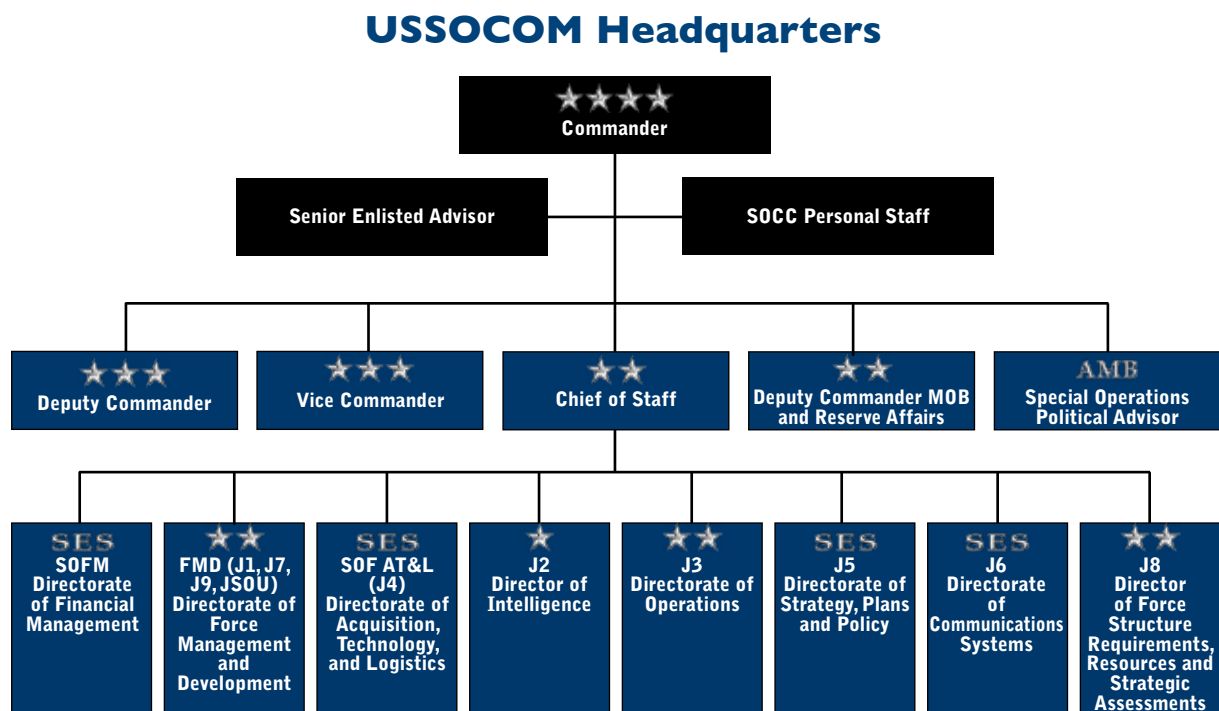 USSOCOM Headquarters
Commander
Senior Enlisted Advisor
SOCC Personal Staff
Deputy Commander
Vice Commander
Chief of Staff
Deputy Commander MOB
and Reserve Affairs
AMB
Special Operations
Political Advisor
SES
SOFM
Directorate
of Financial
Management
FMD (J1, J7,
J9, JSOU)
Directorate of
Force
Management
and
Development
SES
SOF AT&L
(J4)
Directorate of
Acquisition,
Technology,
and Logistics
J2
Director of
Intelligence
J3
Directorate of
Operations
SES
J5
Directorate of
Strategy, Plans
and Policy
SES
J6
Directorate
of
Communications
Systems
J8
Director
of Force
Structure
Requirements,
Resources and
Strategic
Assessments